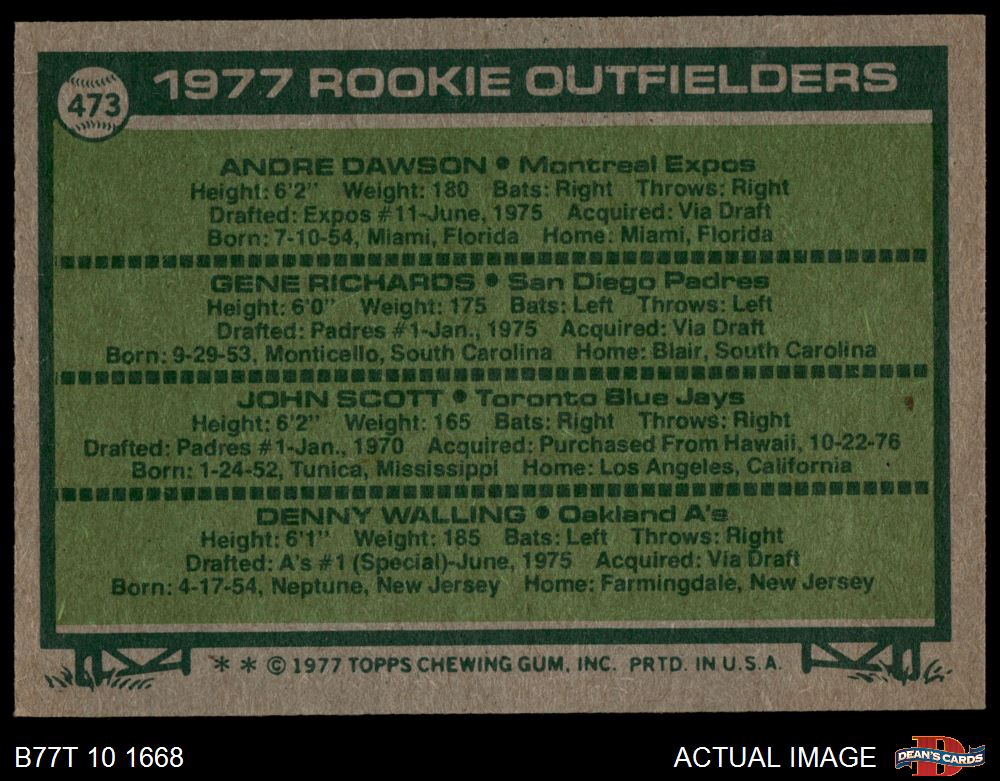 473
1977 ROOKIE OUTFIELDERS
ANDRE DAWSON • Montreal Expos
Height: 6'2" Weight: 180 Bats: Right Throws: Right
Drafted: Expos #11-June, 1975 Acquired: Via Draft
Born: 7-10-54, Miami, Florida Home: Miami, Florida
GENE RICHARDS • San Diego Padres
Height: 6'0" Weight: 175 Bats: Left Throws: Left
Drafted: Padres #1-Jan., 1975 Acquired: Via Draft
Born: 9-29-53, Monticello, South Carolina Home: Blair, South Carolina
JOHN SCOTT • Toronto Blue Jays
Height: 6'2" Weight: 165 Bats: Right Throws: Right
Drafted: Padres #1-Jan., 1970 Acquired: Purchased From Hawaii, 10-22-76
Born: 1-24-52, Tunica, Mississippi Home: Los Angeles, California
DENNY WALLING • Oakland A's
Height: 6'1" Weight: 185 Bats: Left Throws: Right
Drafted: A's #1 (Special)-June, 1975 Acquired: Via Draft
Born: 4-17-54, Neptune, New Jersey Home: Farmingdale, New Jersey
* * © 1977 TOPPS CHEWING GUM, INC. PRTD. IN U.S.A.
B77T 10 1668
ACTUAL IMAGE
D
DEAN'S CARDS